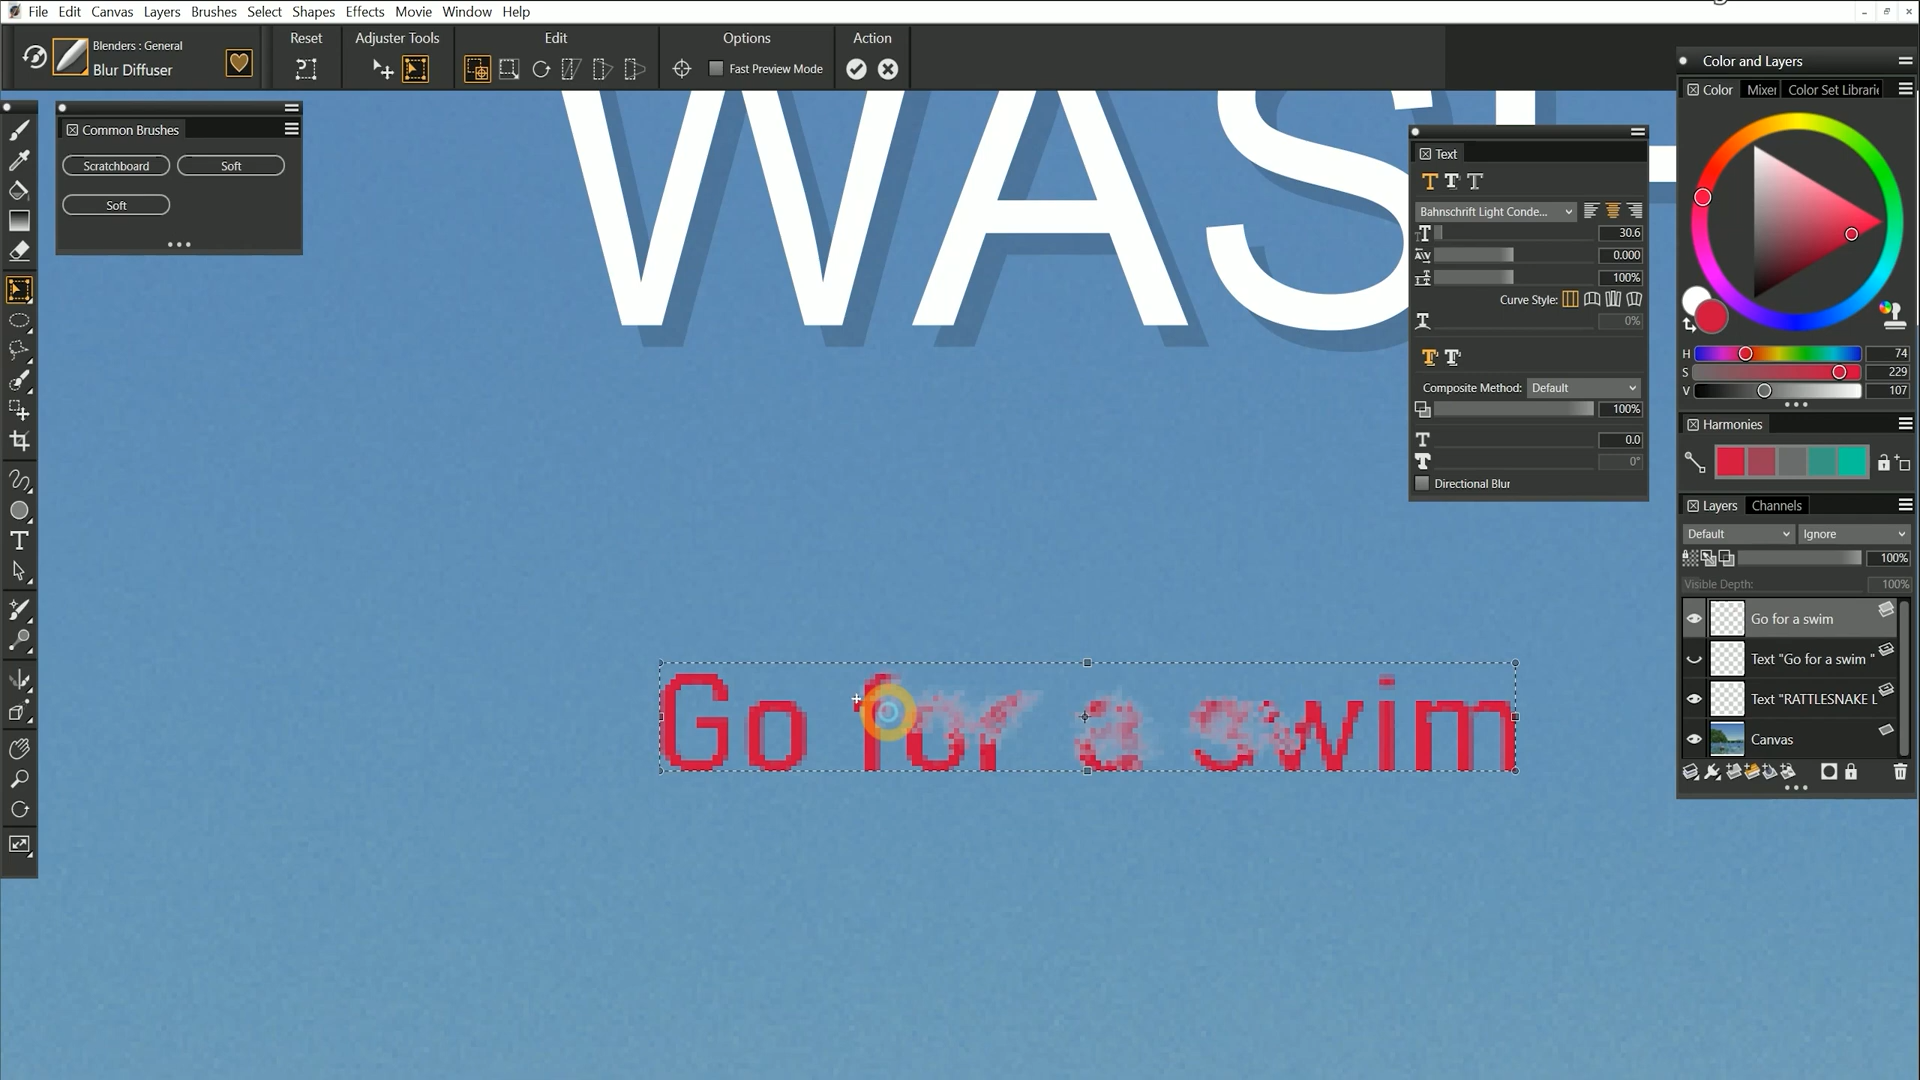 File Edit Canvas Layers Brushes Select Shapes Effects Movie Window Help
Blenders : General
Blur Diffuser
Reset
Adjuster Tools
Edit
Options
Fast Preview Mode
Action
Common Brushes
Scratchboard Soft
Soft
WAS
Go for a swim
Text
Bahnschrift Light Conde...
30.6
0.000
100%
Curve Style:
0%
Composite Method: Default
100%
0.0
0°
Directional Blur
Color and Layers
Color Mixer Color Set Librarie
H 74
S 229
V 107
Harmonies
Layers Channels
Default Ignore
100%
Visible Depth: 100%
Go for a swim
Text "Go for a swim "
Text "RATTLESNAKE L
Canvas